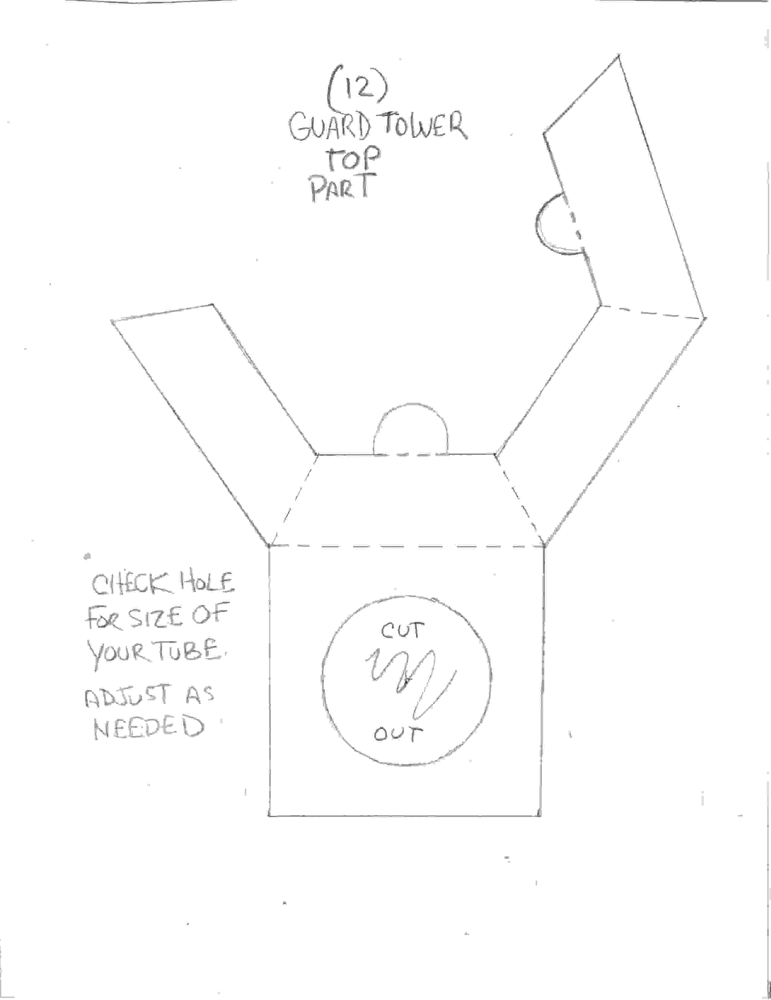 (12)
GUARD TOWER
TOP
PART
CHECK HOLE
FOR SIZE OF
YOUR TUBE.
ADJUST AS
NEEDED
CUT
OUT